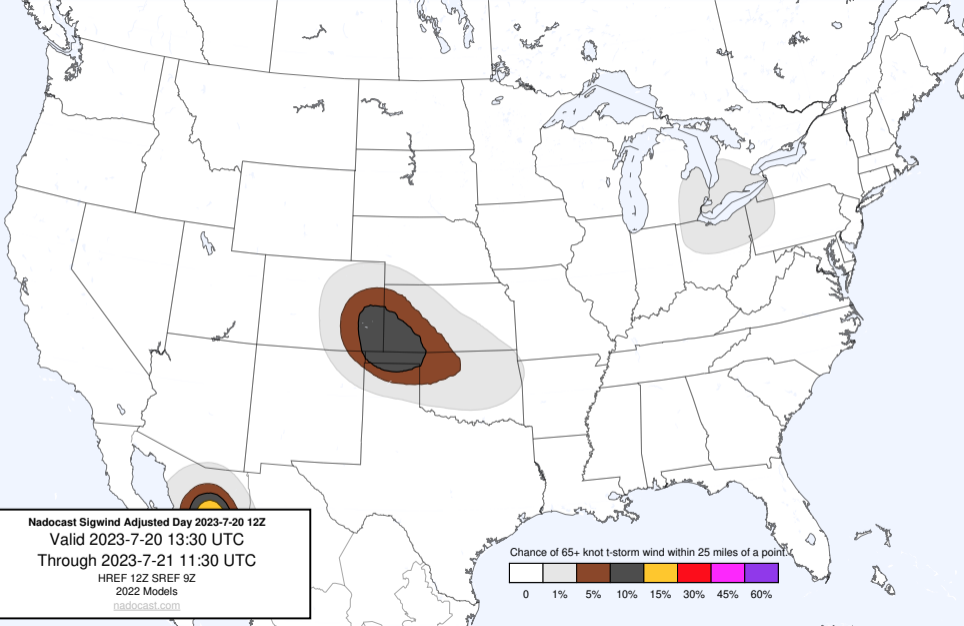 Nadocast Sigwind Adjusted Day 2023-7-20 12Z
Valid 2023-7-20 13:30 UTC
Through 2023-7-21 11:30 UTC
HREF 12Z SREF 9Z
2022 Models
nadocast.com
Chance of 65+ knot t-storm wind within 25 miles of a point.
0 1% 5% 10% 15% 30% 45% 60%